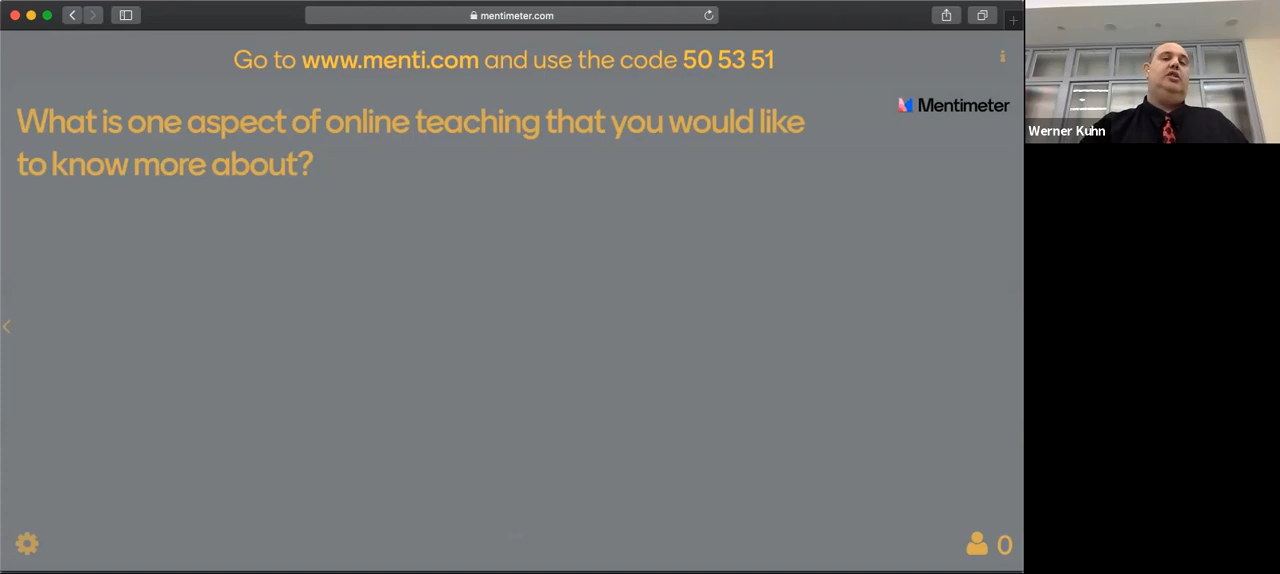 mentimeter.com
Go to www.menti.com and use the code 50 53 51
Mentimeter
What is one aspect of online teaching that you would like
to know more about?
Werner Kuhn
0